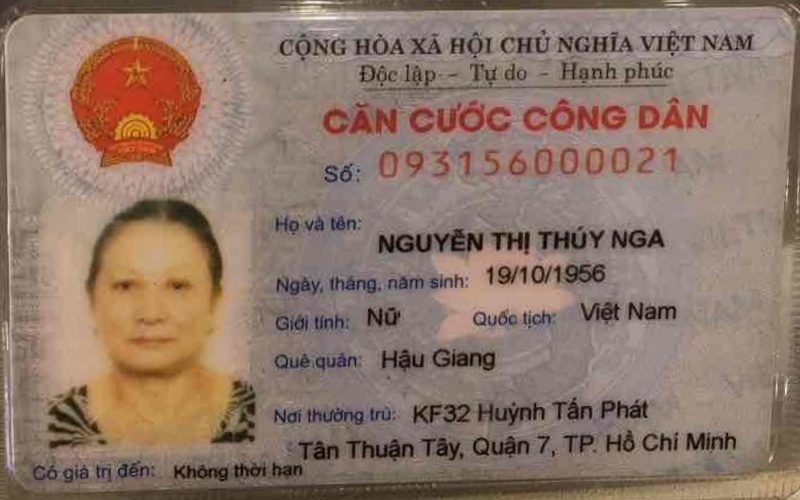 CỘNG HÒA XÃ HỘI CHỦ NGHĨA VIỆT NAM
Độc lập - Tự do - Hạnh phúc
CĂN CƯỚC CÔNG DÂN
Số: 093156000021
Họ và tên: NGUYỄN THỊ THÚY NGA
Ngày, tháng, năm sinh: 19/10/1956
Giới tính: Nữ Quốc tịch: Việt Nam
Quê quán: Hậu Giang
Nơi thường trú: KF32 Huỳnh Tấn Phát
Tân Thuận Tây, Quận 7, TP. Hồ Chí Minh
Có giá trị đến: Không thời hạn